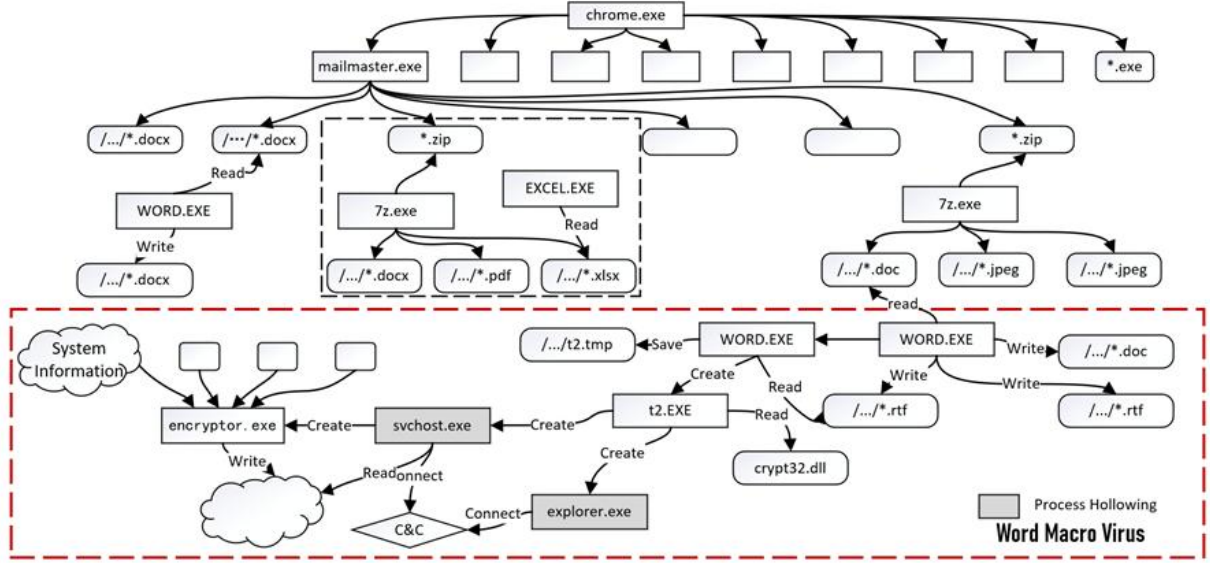 chrome.exe
mailmaster.exe
*.exe
/.../*.docx
/···/*.docx
*.zip
*.zip
Read
EXCEL.EXE
WORD.EXE
7z.exe
7z.exe
Read
Write
/.../*.docx
/.../*.docx
/.../*.pdf
/.../*.xlsx
/.../*.doc
/.../*.jpeg
/.../*.jpeg
read
System
Information
/.../t2.tmp
Save
WORD.EXE
WORD.EXE
Write
/.../*.doc
Create
Read
Write
Write
encryptor.exe
Create
svchost.exe
Create
t2.EXE
Read
/.../*.rtf
/.../*.rtf
Write
Read
onnect
Create
crypt32.dll
C&C
Connect
explorer.exe
Process Hollowing
Word Macro Virus